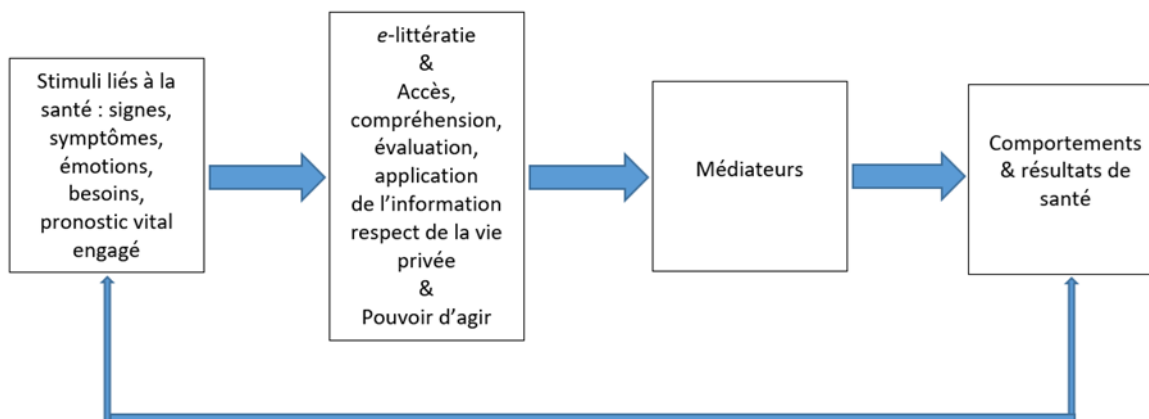 Stimuli liés à la
santé : signes,
symptômes,
émotions,
besoins,
pronostic vital
engagé
e-littératie
&
Accès,
compréhension,
évaluation,
application
de l’information
respect de la vie
privée
&
Pouvoir d’agir
Médiateurs
Comportements
& résultats de
santé